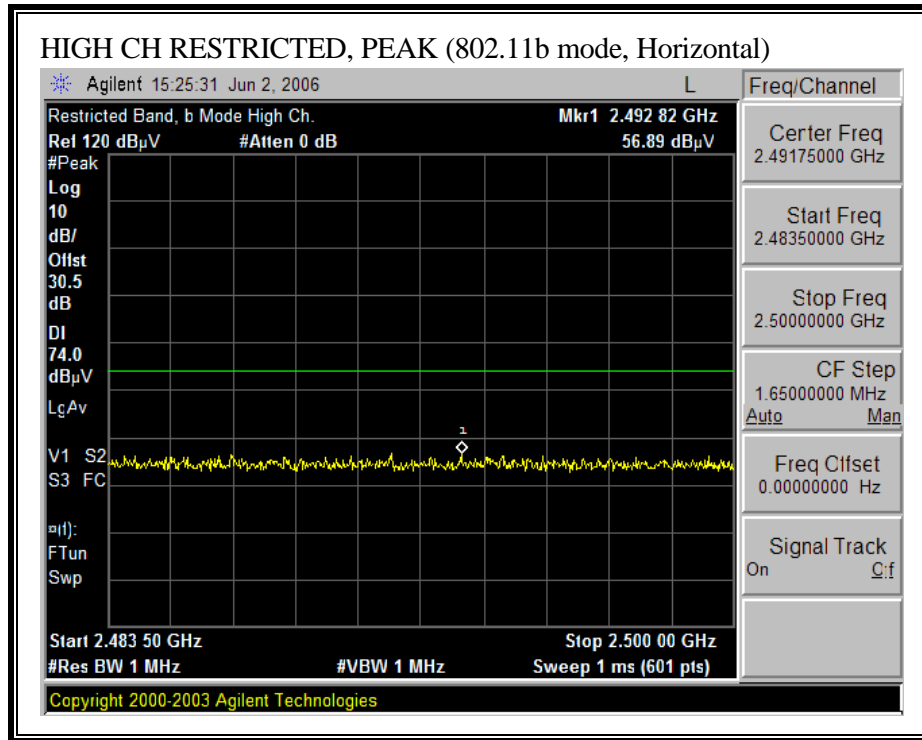 HIGH CH RESTRICTED, PEAK (802.11b mode, Horizontal)
Agilent 15:25:31 Jun 2, 2006 L
Restricted Band, b Mode High Ch. Mkr1 2.492 82 GHz
Ref 120 dBµV #Atten 0 dB 56.89 dBµV
#Peak
Log
10
dB/
Offst
30.5
dB
DI
74.0
dBµV
LgAv
1
V1 S2
S3 FC
¤(f):
FTun
Swp
Start 2.483 50 GHz Stop 2.500 00 GHz
#Res BW 1 MHz #VBW 1 MHz Sweep 1 ms (601 pts)
Copyright 2000-2003 Agilent Technologies
Freq/Channel
Center Freq
2.49175000 GHz
Start Freq
2.48350000 GHz
Stop Freq
2.50000000 GHz
CF Step
1.65000000 MHz
Auto Man
Freq Offset
0.00000000 Hz
Signal Track
On Off